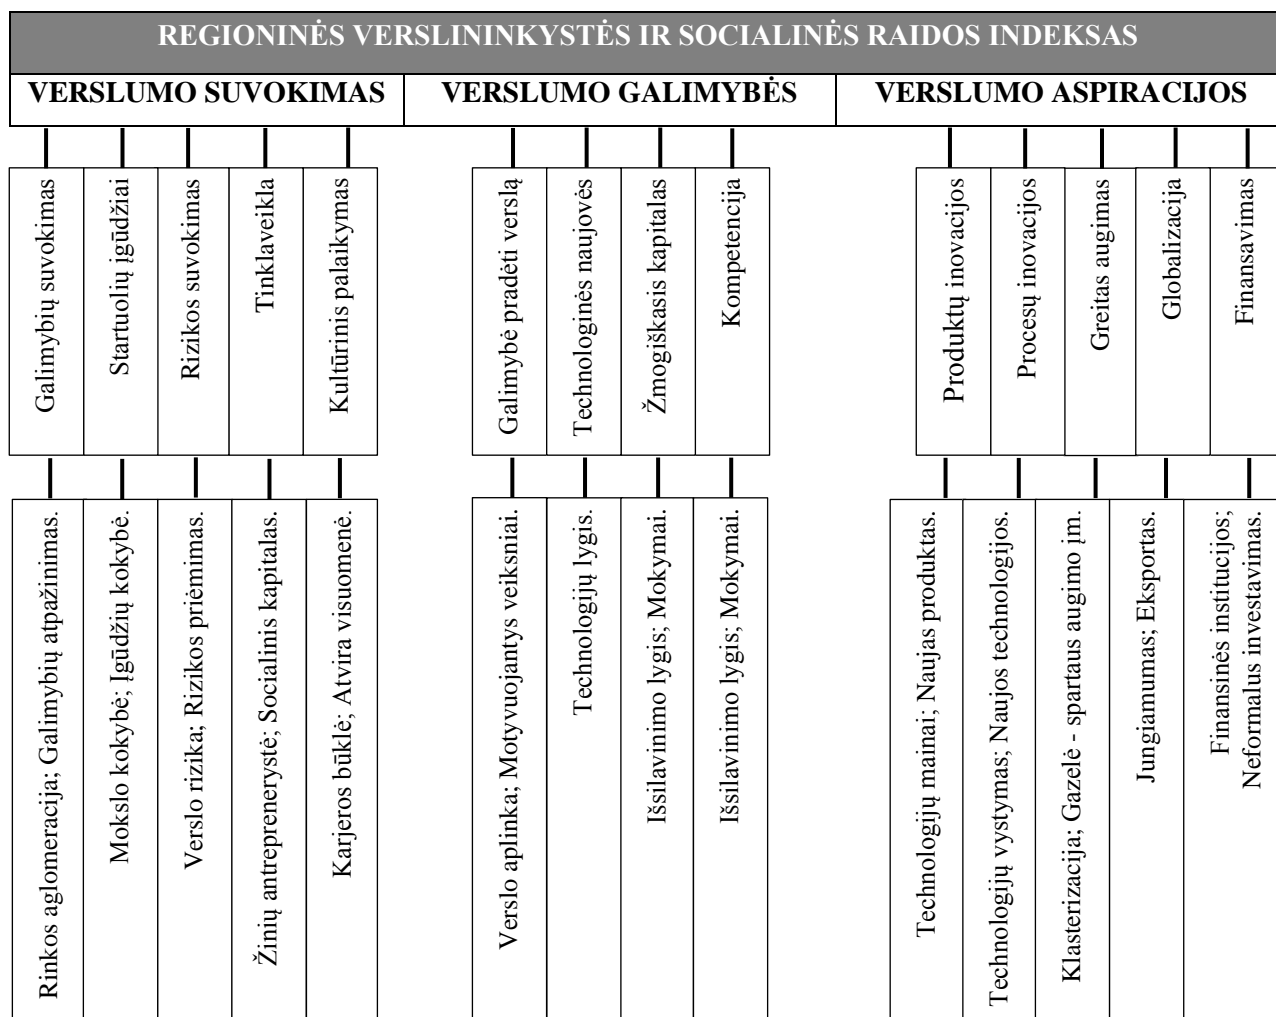 REGIONINĖS VERSLININKYSTĖS IR SOCIALINĖS RAIDOS INDEKSAS
VERSLUMO SUVOKIMAS
VERSLUMO GALIMYBĖS
VERSLUMO ASPIRACIJOS
Galimybių suvokimas
Startuolių įgūdžiai
Rizikos suvokimas
Tinklaveikla
Kultūrinis palaikymas
Galimybė pradėti verslą
Technologinės naujovės
Žmogiškasis kapitalas
Kompetencija
Produktų inovacijos
Procesų inovacijos
Greitas augimas
Globalizacija
Finansavimas
Rinkos aglomeracija; Galimybių atpažinimas.
Mokslo kokybė; Įgūdžių kokybė.
Verslo rizika; Rizikos priėmimas.
Žinių antreprenerystė; Socialinis kapitalas.
Karjeros būklė; Atvira visuomenė.
Verslo aplinka; Motyvuojantys veiksniai.
Technologijų lygis.
Išsilavinimo lygis; Mokymai.
Išsilavinimo lygis; Mokymai.
Technologijų mainai; Naujas produktas.
Technologijų vystymas; Naujos technologijos.
Klasterizacija; Gazelė - spartaus augimo įm.
Jungiamumas; Eksportas.
Finansinės institucijos;
Neformalus investavimas.